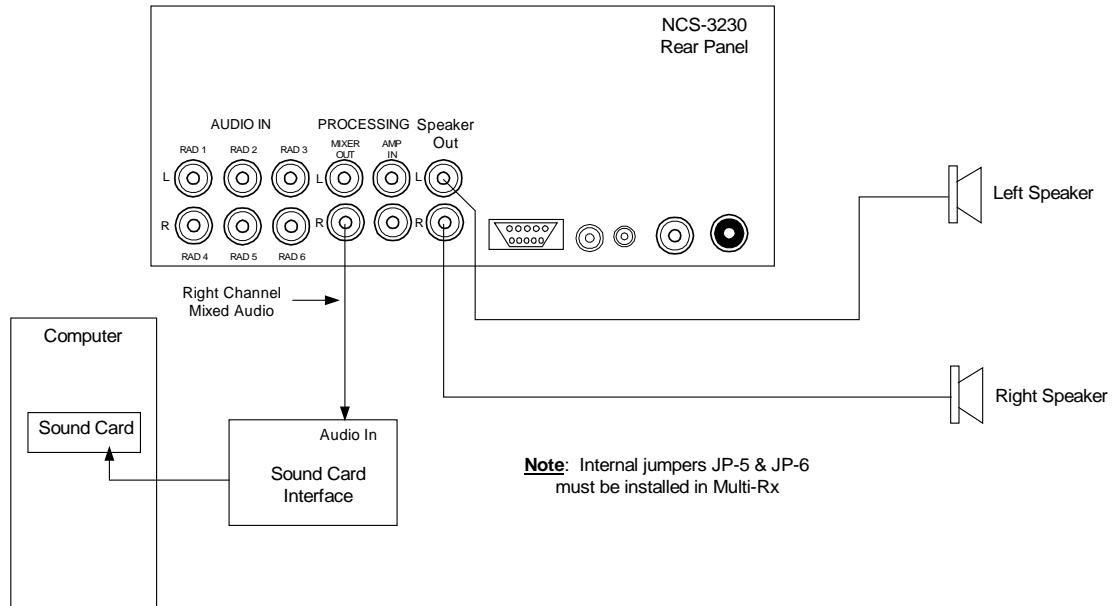 NCS-3230
Rear Panel
AUDIO IN
PROCESSING
Speaker
Out
RAD 1
RAD 2
RAD 3
MIXER
OUT
AMP
IN
L
L
L
R
R
R
RAD 4
RAD 5
RAD 6
Left Speaker
Right Channel
Mixed Audio
Computer
Right Speaker
Sound Card
Audio In
Sound Card
Interface
Note: Internal jumpers JP-5 & JP-6
must be installed in Multi-Rx